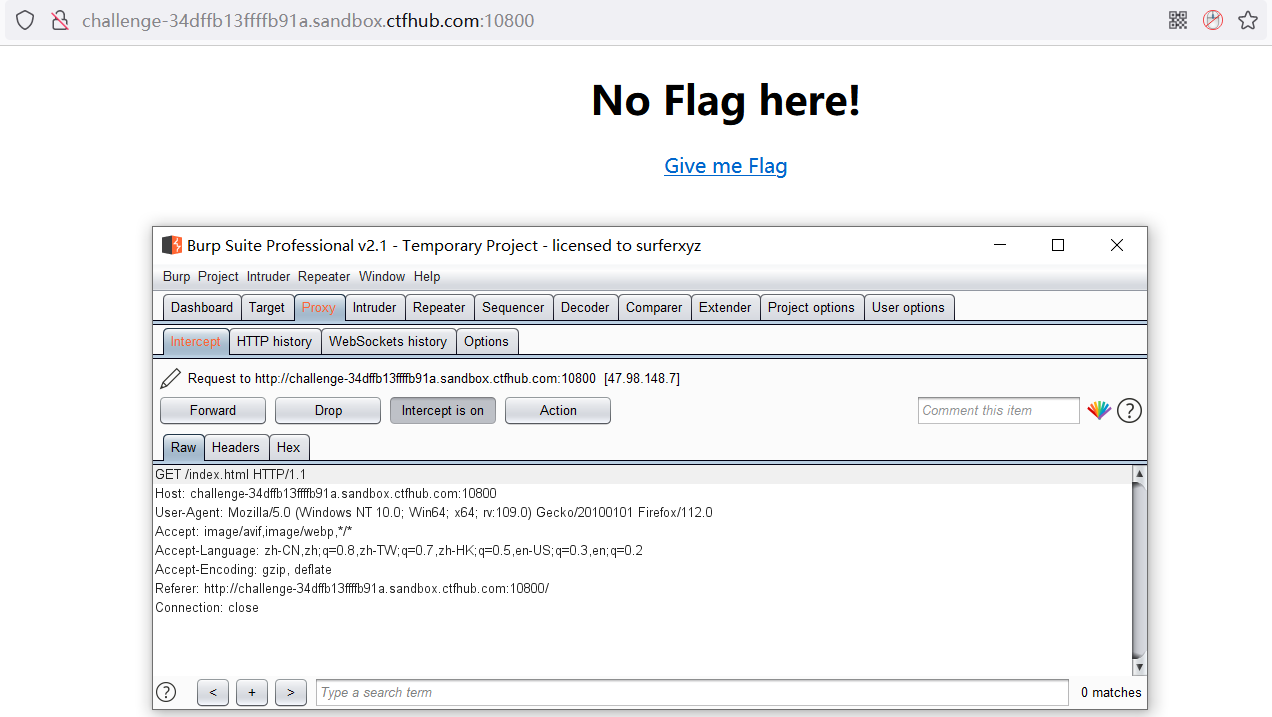 challenge-34dffb13ffffb91a.sandbox.ctfhub.com:10800
No Flag here!
Give me Flag
Burp Suite Professional v2.1 - Temporary Project - licensed to surferxyz
Burp Project Intruder Repeater Window Help
Dashboard Target Proxy Intruder Repeater Sequencer Decoder Comparer Extender Project options User options
Intercept HTTP history WebSockets history Options
Request to http://challenge-34dffb13ffffb91a.sandbox.ctfhub.com:10800 [47.98.148.7]
Forward Drop Intercept is on Action Comment this item ?
Raw Headers Hex
GET /index.html HTTP/1.1
Host: challenge-34dffb13ffffb91a.sandbox.ctfhub.com:10800
User-Agent: Mozilla/5.0 (Windows NT 10.0; Win64; x64; rv:109.0) Gecko/20100101 Firefox/112.0
Accept: image/avif,image/webp,*/*
Accept-Language: zh-CN,zh;q=0.8,zh-TW;q=0.7,zh-HK;q=0.5,en-US;q=0.3,en;q=0.2
Accept-Encoding: gzip, deflate
Referer: http://challenge-34dffb13ffffb91a.sandbox.ctfhub.com:10800/
Connection: close
? < + > Type a search term 0 matches